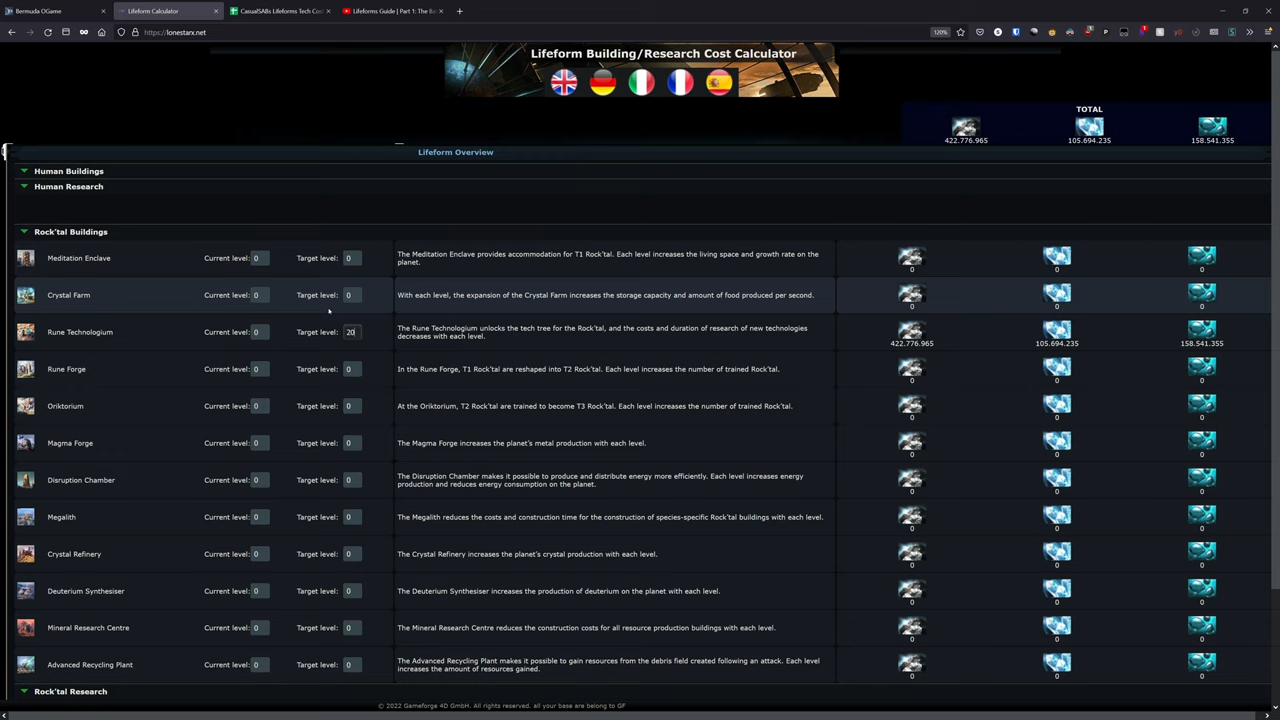 Bermuda OGame
Lifeform Calculator
CasualSABs Lifeforms Tech Cos
Lifeforms Guide | Part 1: The Ba
https://lonestarx.net
120%
Lifeform Building/Research Cost Calculator
TOTAL
422.776.965 105.694.235 158.541.355
Lifeform Overview
Human Buildings
Human Research
Rock'tal Buildings
Meditation Enclave Current level: 0 Target level: 0 The Meditation Enclave provides accommodation for T1 Rock'tal. Each level increases the living space and growth rate on the
planet.
0 0 0
Crystal Farm Current level: 0 Target level: 0 With each level, the expansion of the Crystal Farm increases the storage capacity and amount of food produced per second.
0 0 0
Rune Technologium Current level: 0 Target level: 20 The Rune Technologium unlocks the tech tree for the Rock'tal, and the costs and duration of research of new technologies
decreases with each level.
422.776.965 105.694.235 158.541.355
Rune Forge Current level: 0 Target level: 0 In the Rune Forge, T1 Rock'tal are reshaped into T2 Rock'tal. Each level increases the number of trained Rock'tal.
0 0 0
Oriktorium Current level: 0 Target level: 0 At the Oriktorium, T2 Rock'tal are trained to become T3 Rock'tal. Each level increases the number of trained Rock'tal.
0 0 0
Magma Forge Current level: 0 Target level: 0 The Magma Forge increases the planet's metal production with each level.
0 0 0
Disruption Chamber Current level: 0 Target level: 0 The Disruption Chamber makes it possible to produce and distribute energy more efficiently. Each level increases energy
production and reduces energy consumption on the planet.
0 0 0
Megalith Current level: 0 Target level: 0 The Megalith reduces the costs and construction time for the construction of species-specific Rock'tal buildings with each level.
0 0 0
Crystal Refinery Current level: 0 Target level: 0 The Crystal Refinery increases the planet's crystal production with each level.
0 0 0
Deuterium Synthesiser Current level: 0 Target level: 0 The Deuterium Synthesiser increases the production of deuterium on the planet with each level.
0 0 0
Mineral Research Centre Current level: 0 Target level: 0 The Mineral Research Centre reduces the construction costs for all resource production buildings with each level.
0 0 0
Advanced Recycling Plant Current level: 0 Target level: 0 The Advanced Recycling Plant makes it possible to gain resources from the debris field created following an attack. Each level
increases the amount of resources gained.
0 0 0
Rock'tal Research
© 2022 Gameforge 4D GmbH. All rights reserved. all your base are belong to GF